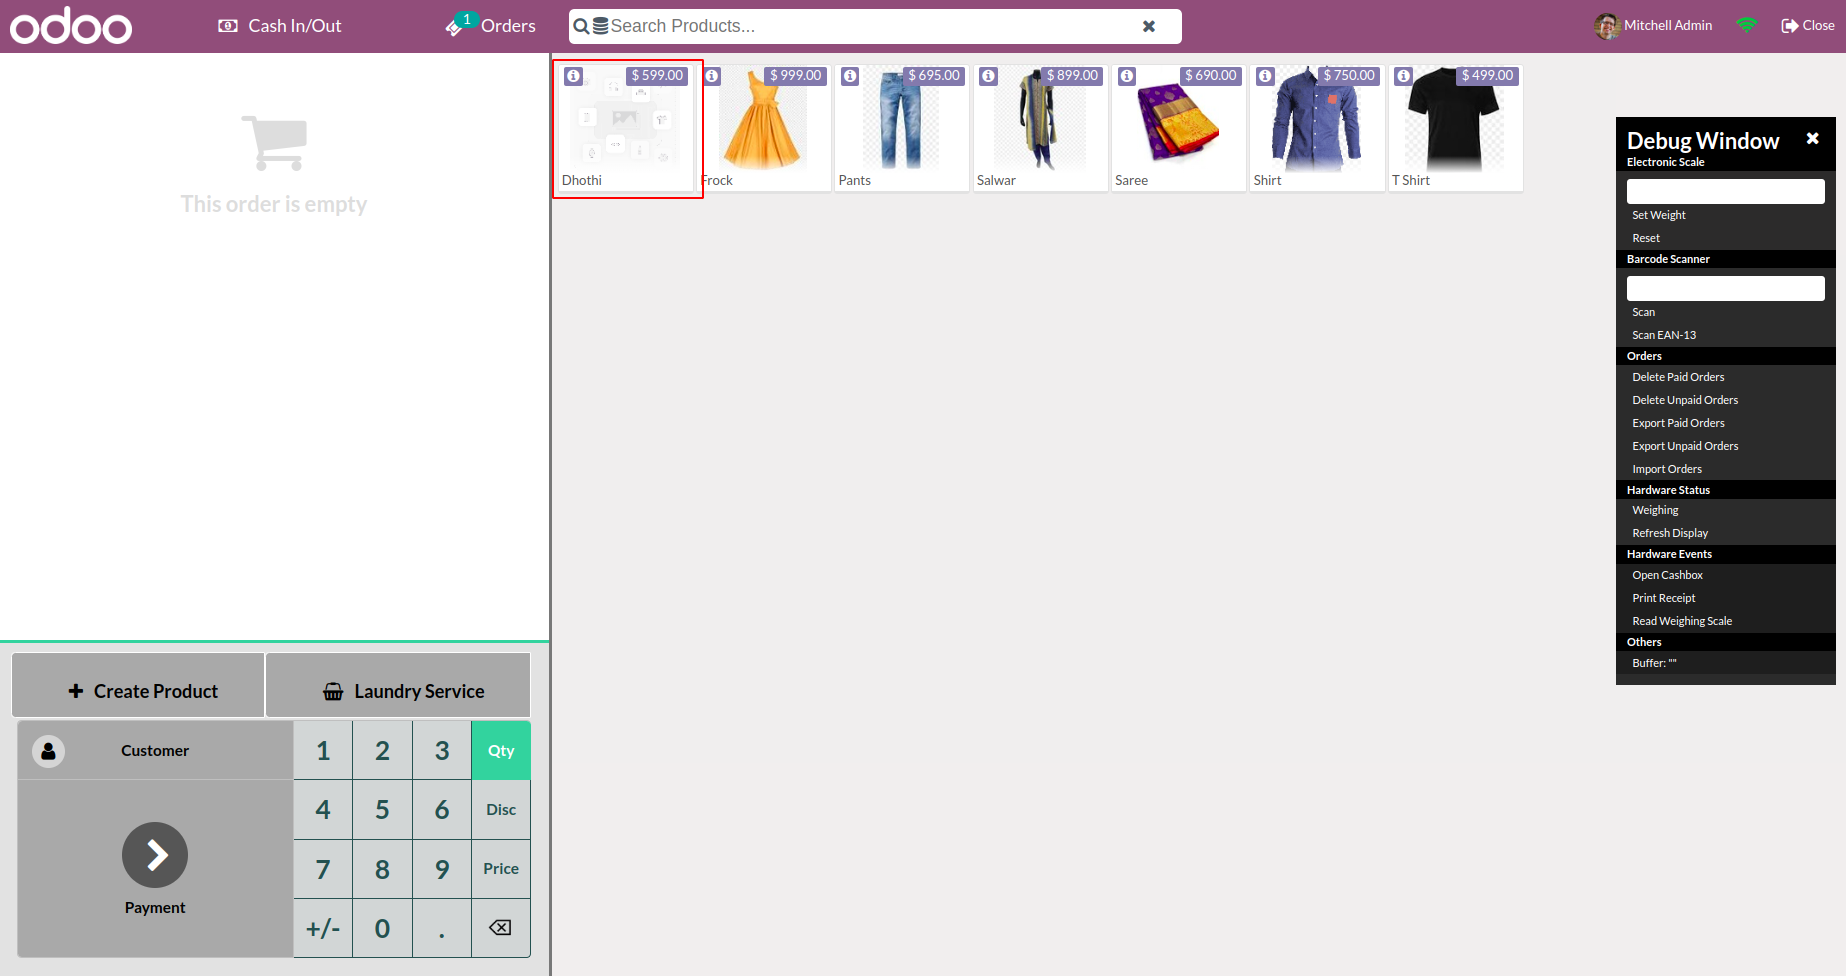 odoo
Cash In/Out
1
Orders
Search Products...
Mitchell Admin
Close
$ 599.00
Dhothi
$ 999.00
Frock
$ 695.00
Pants
$ 899.00
Salwar
$ 690.00
Saree
$ 750.00
Shirt
$ 499.00
T Shirt
This order is empty
Create Product
Laundry Service
Customer
Payment
1 2 3 Qty
4 5 6 Disc
7 8 9 Price
+/- 0 .
Debug Window
Electronic Scale
Set Weight
Reset
Barcode Scanner
Scan
Scan EAN-13
Orders
Delete Paid Orders
Delete Unpaid Orders
Export Paid Orders
Export Unpaid Orders
Import Orders
Hardware Status
Weighing
Refresh Display
Hardware Events
Open Cashbox
Print Receipt
Read Weighing Scale
Others
Buffer: ""